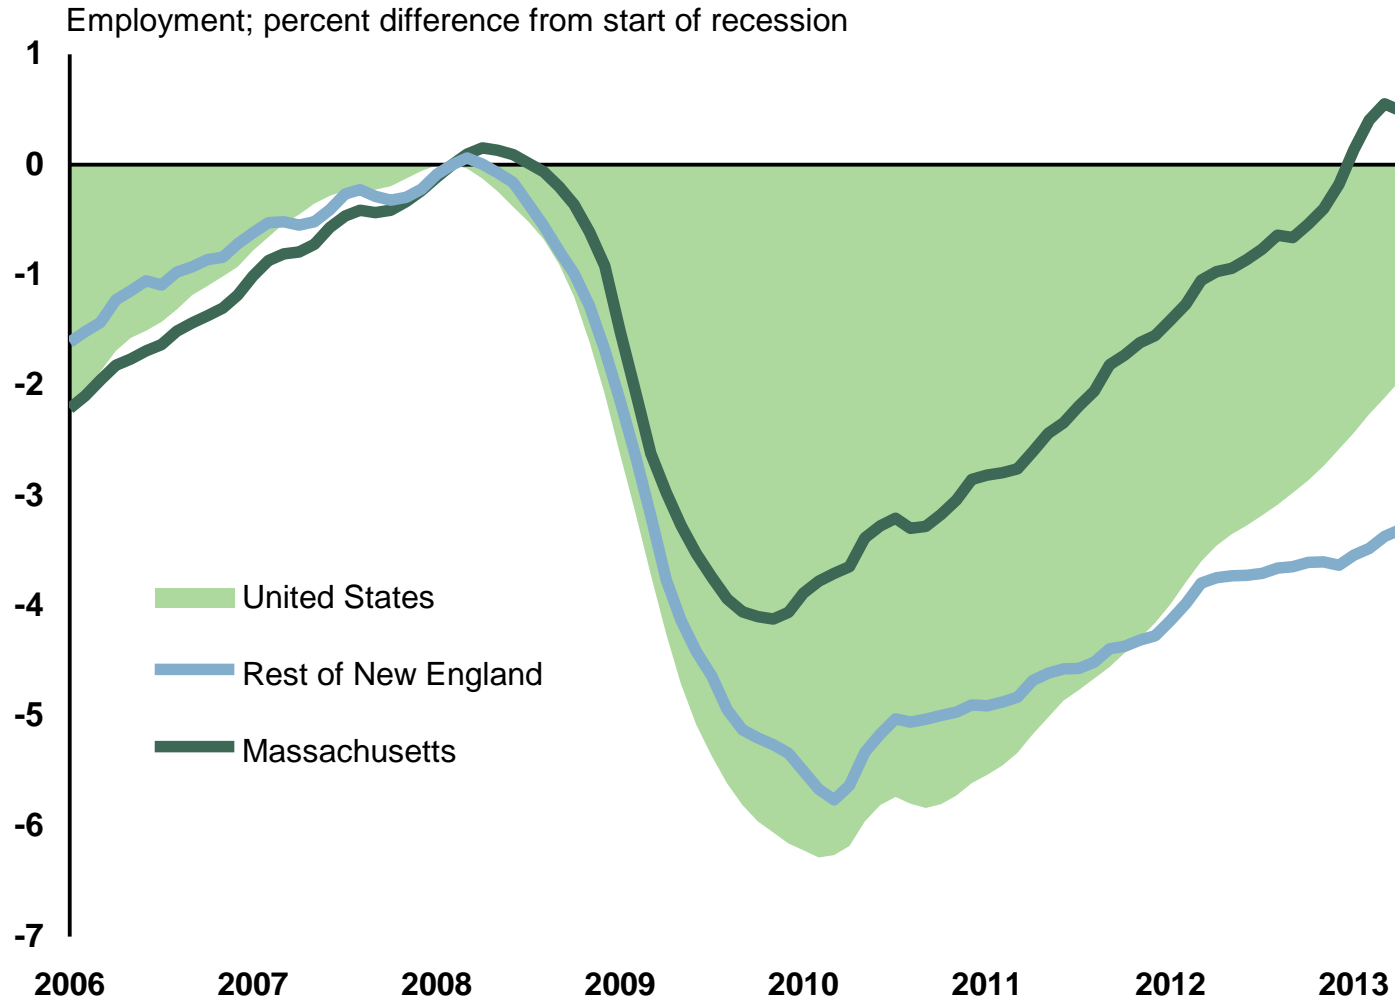 Employment; percent difference from start of recession
1
0
-1
-2
-3
-4
-5
-6
-7
United States
Rest of New England
Massachusetts
2006 2007 2008 2009 2010 2011 2012 2013